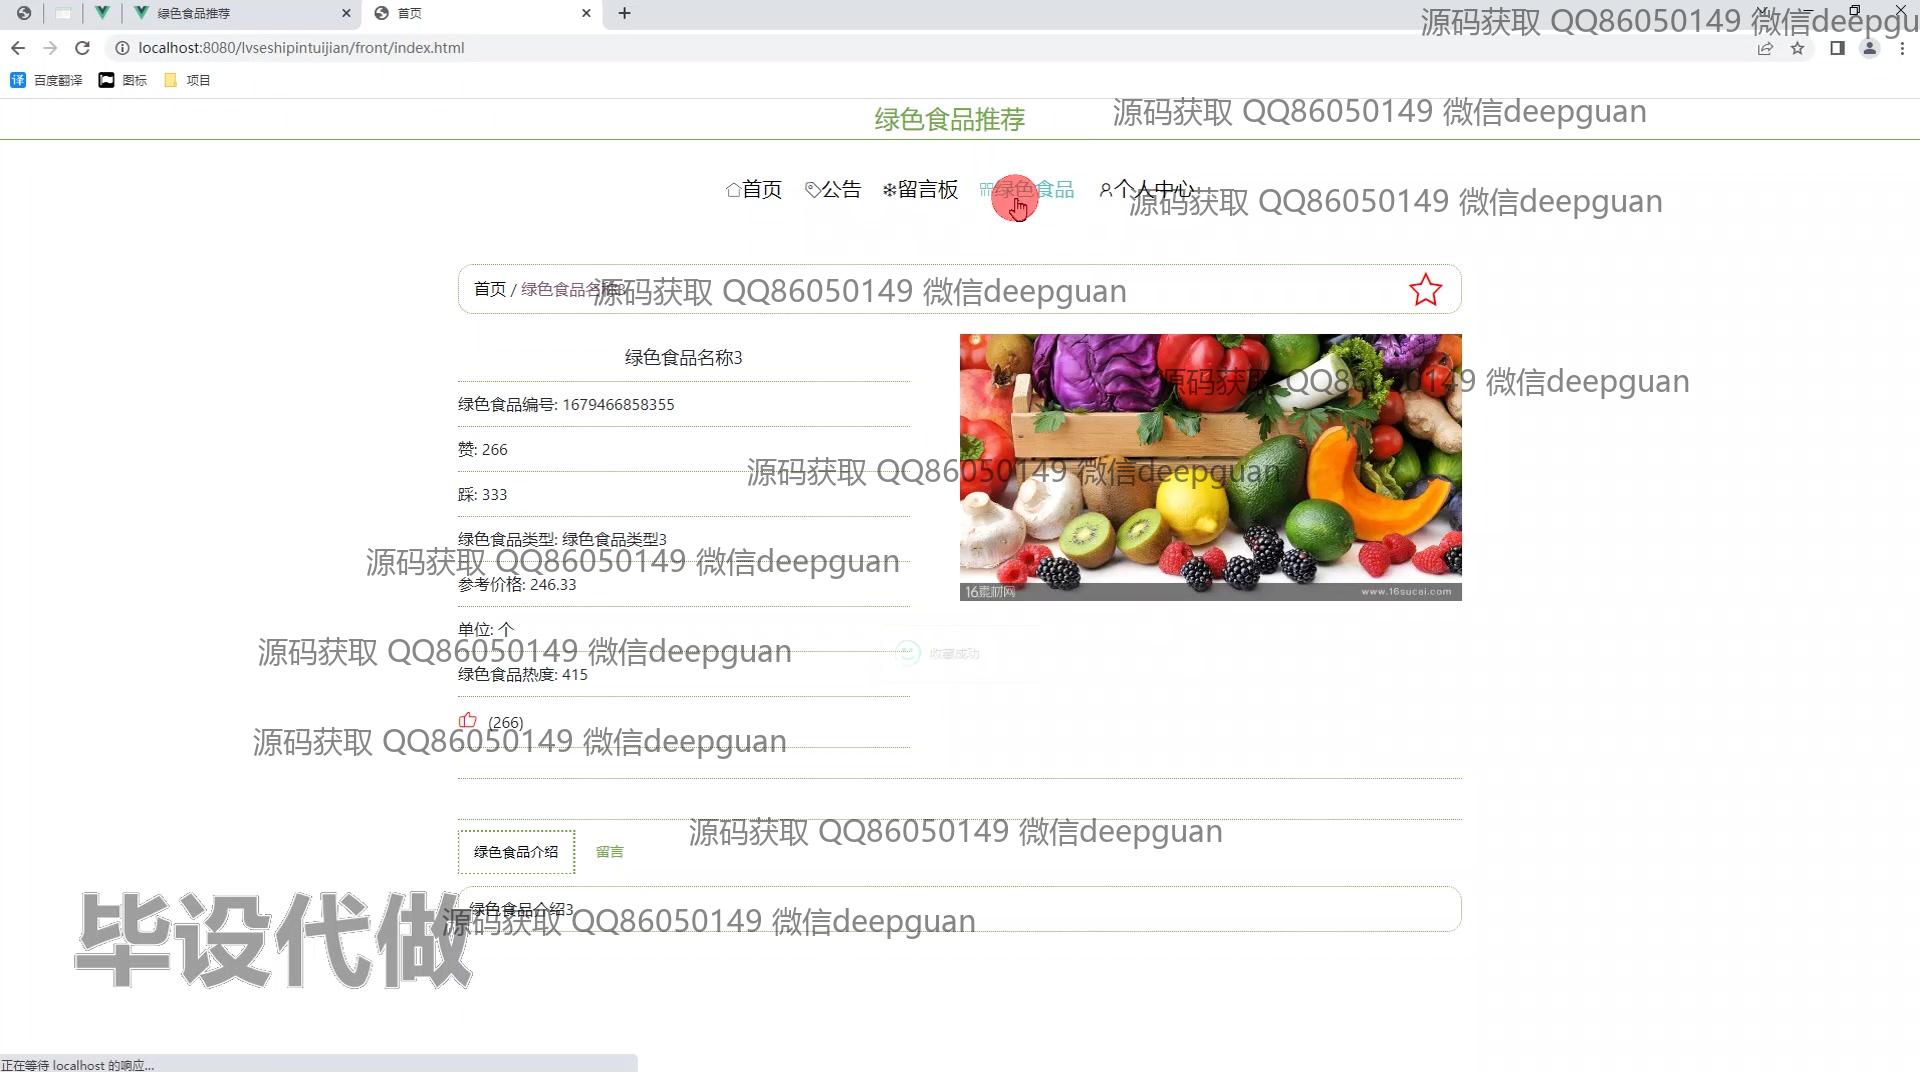 绿色食品推荐
首页
源码获取 QQ86050149 微信deepgu
localhost:8080/lvseshipintuijian/front/index.html
百度翻译 图标 项目
绿色食品推荐
源码获取 QQ86050149 微信deepguan
首页 公告 留言板 绿色食品 个人中心
源码获取 QQ86050149 微信deepguan
首页 / 绿色食品名称3
源码获取 QQ86050149 微信deepguan
绿色食品名称3
源码获取 QQ86050149 微信deepguan
绿色食品编号: 1679466858355
赞: 266
源码获取 QQ86050149 微信deepguan
踩: 333
绿色食品类型: 绿色食品类型3
源码获取 QQ86050149 微信deepguan
参考价格: 246.33
16素材网 www.16sucai.com
单位: 个
源码获取 QQ86050149 微信deepguan
收藏成功
绿色食品热度: 415
(266)
源码获取 QQ86050149 微信deepguan
源码获取 QQ86050149 微信deepguan
绿色食品介绍 留言
绿色食品介绍3
源码获取 QQ86050149 微信deepguan
毕设代做
正在等待 localhost 的响应...